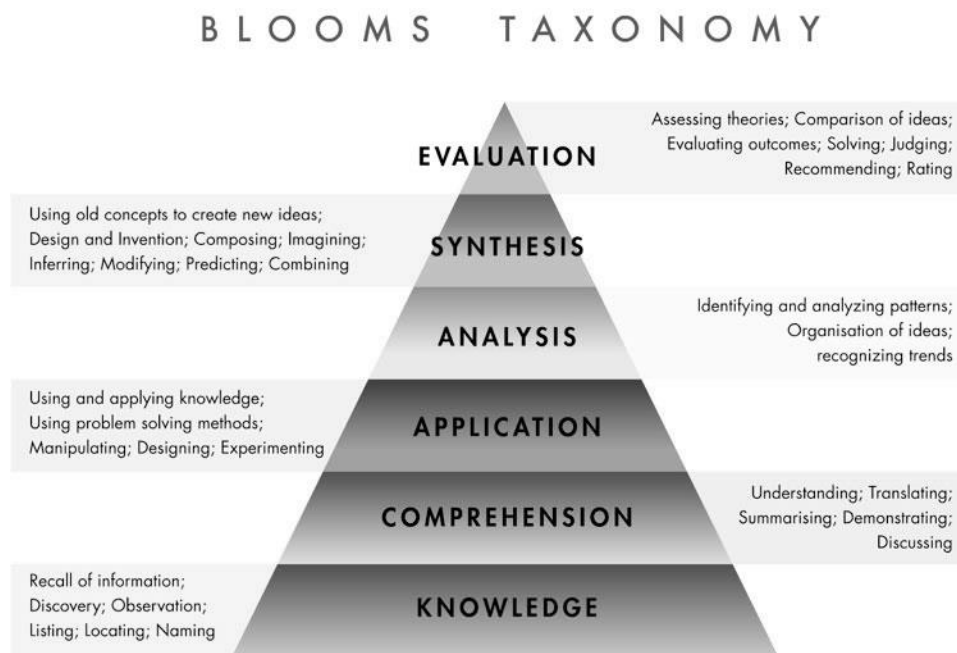 BLOOMS TAXONOMY
EVALUATION
Assessing theories; Comparison of ideas;
Evaluating outcomes; Solving; Judging;
Recommending; Rating
Using old concepts to create new ideas;
Design and Invention; Composing; Imagining;
Inferring; Modifying; Predicting; Combining
SYNTHESIS
ANALYSIS
Identifying and analyzing patterns;
Organisation of ideas;
recognizing trends
Using and applying knowledge;
Using problem solving methods;
Manipulating; Designing; Experimenting
APPLICATION
COMPREHENSION
Understanding; Translating;
Summarising; Demonstrating;
Discussing
Recall of information;
Discovery; Observation;
Listing; Locating; Naming
KNOWLEDGE